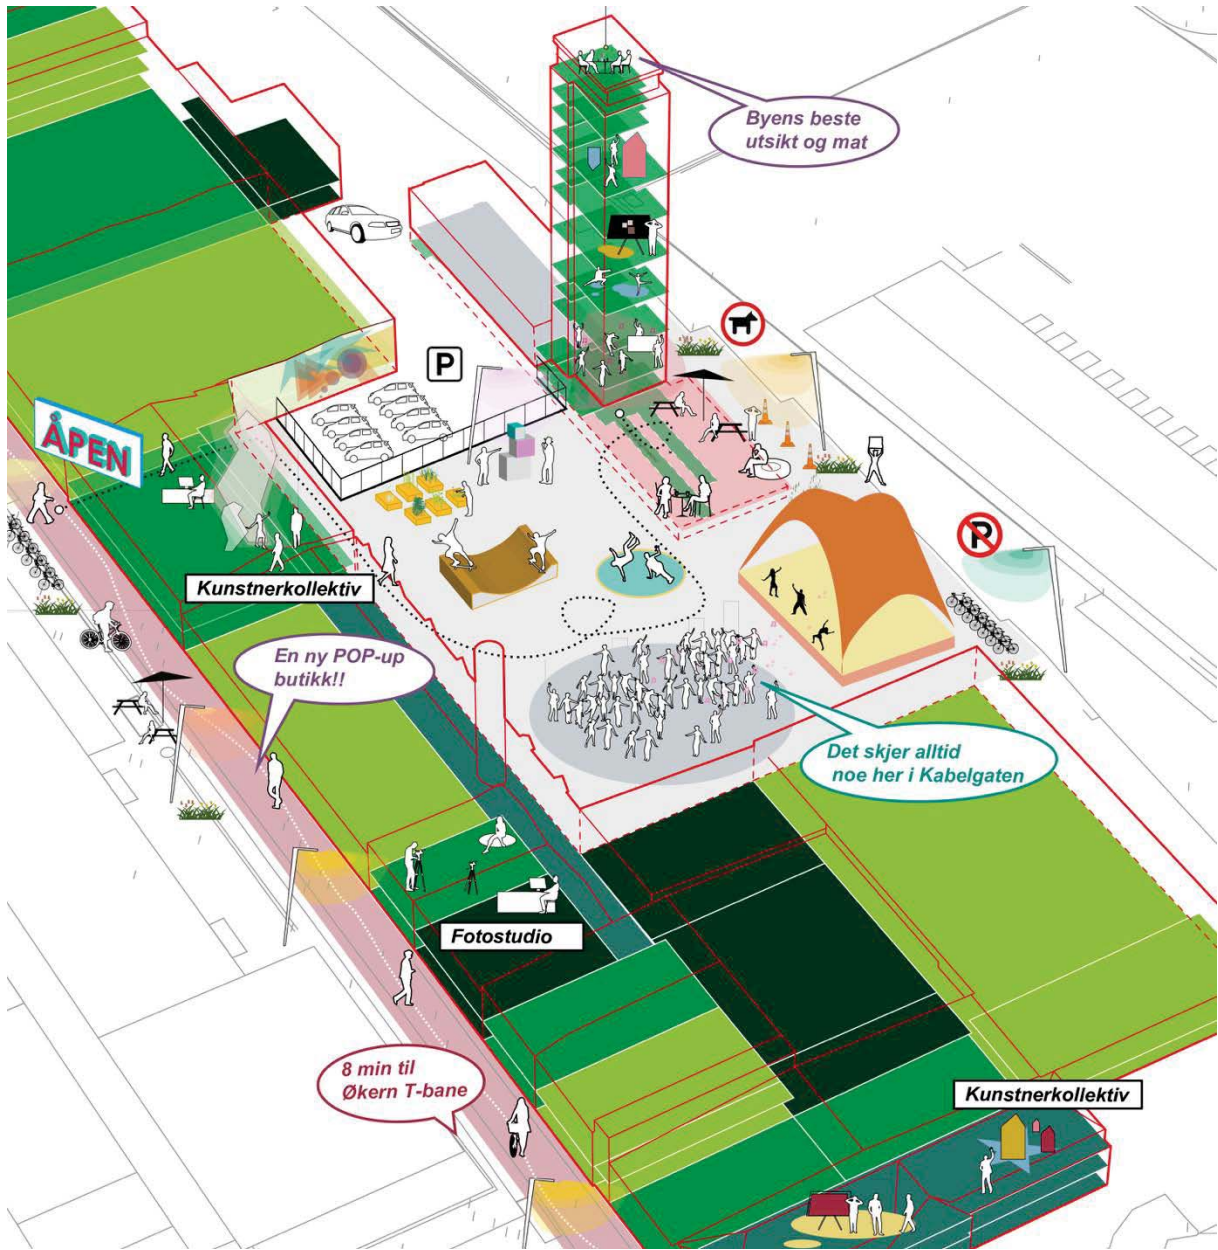 Byens beste
utsikt og mat
P
ÅPEN
P
Kunstnerkollektiv
En ny POP-up
butikk!!
Det skjer alltid
noe her i Kabelgaten
Fotostudio
8 min til
Økern T-bane
Kunstnerkollektiv